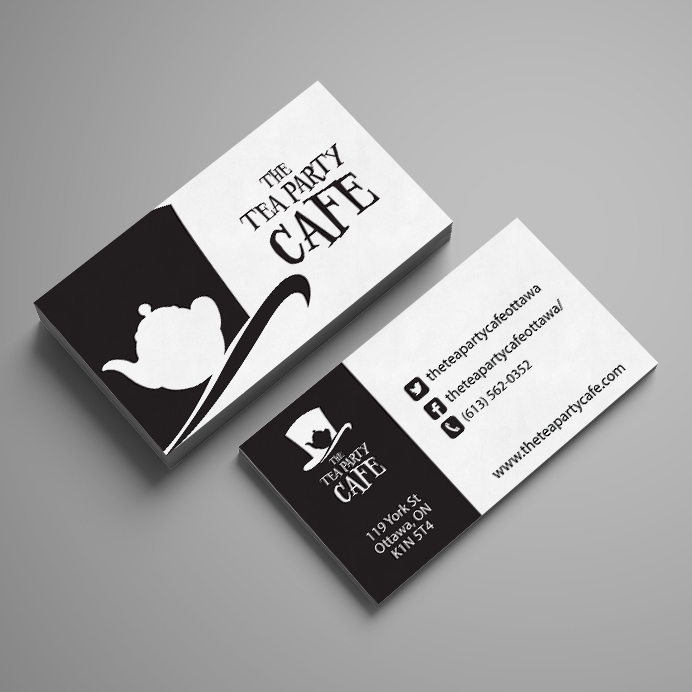 THE
TEA PARTY
CAFE
theteapartycafeottawa
theteapartycafeottawa/
(613) 562-0352
www.theteapartycafe.com
THE
TEA PARTY
CAFE
119 York St
Ottawa, ON
K1N 5T4